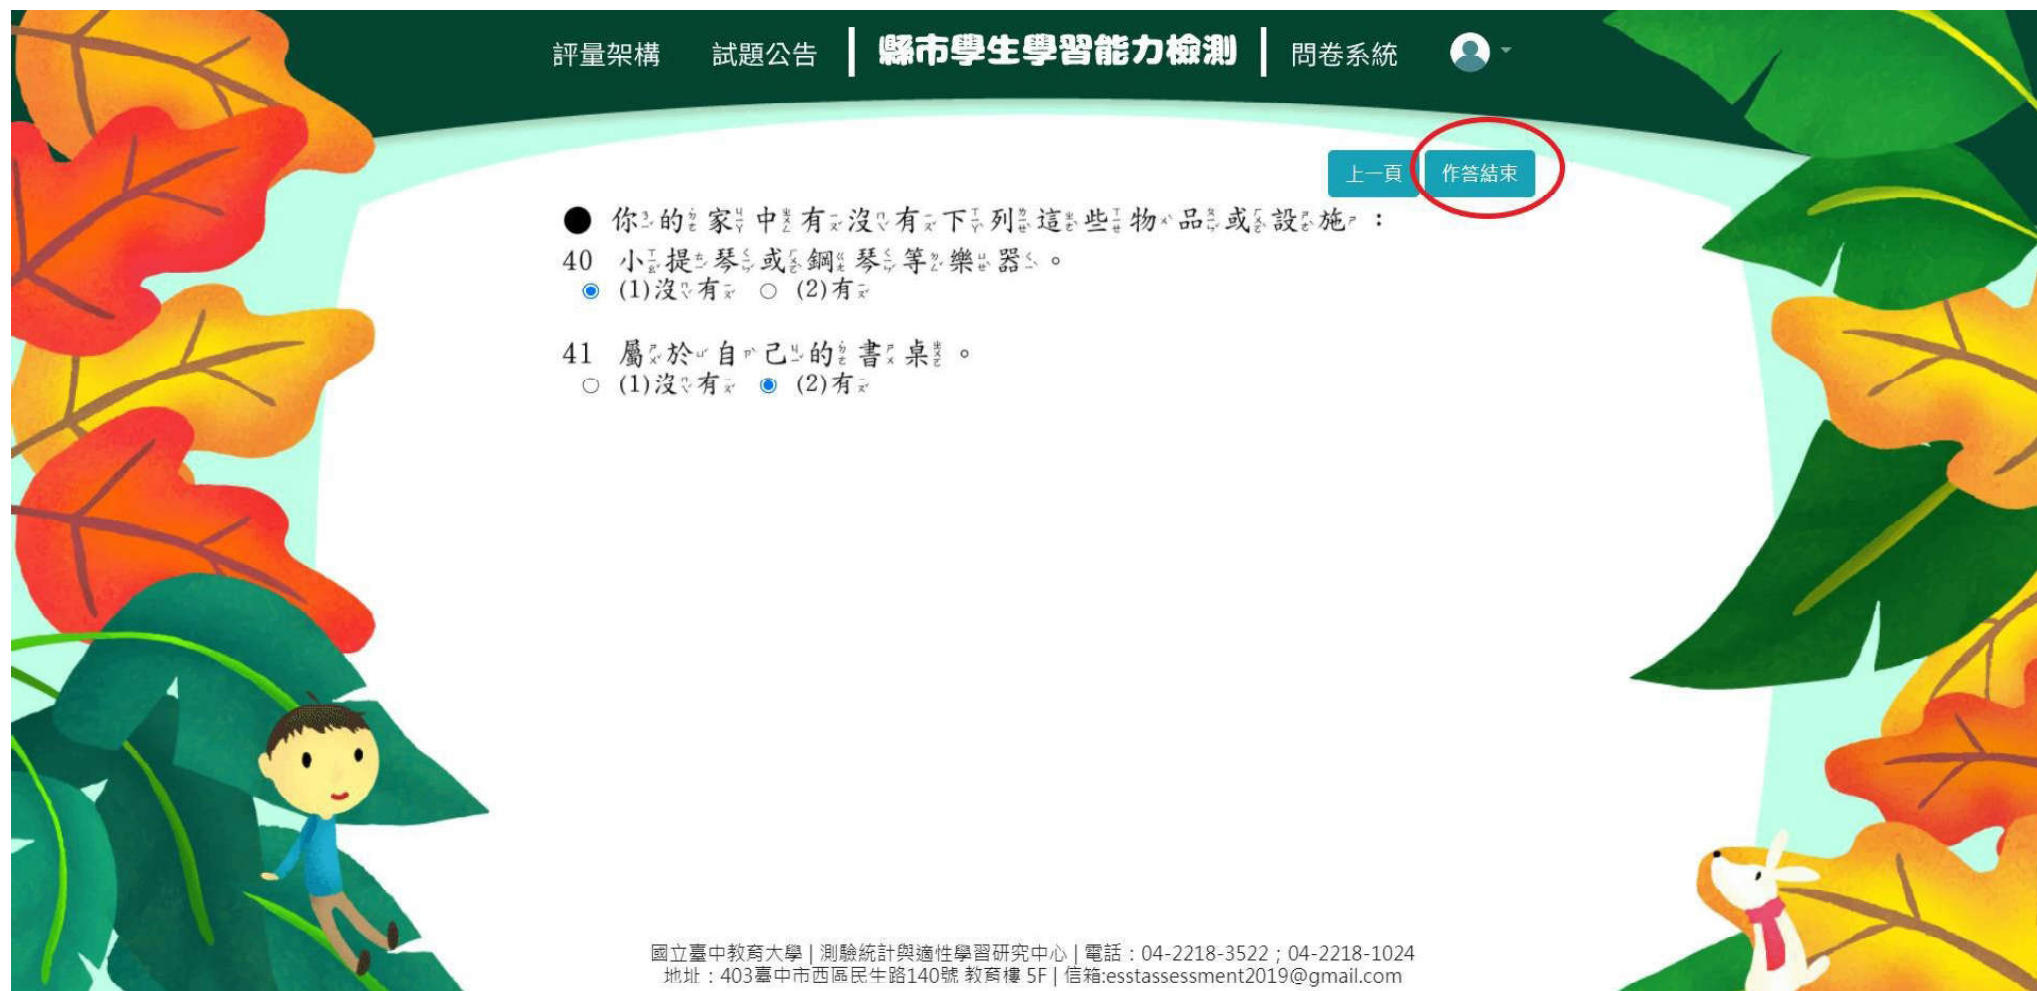 評量架構 試題公告 縣市學生學習能力檢測 問卷系統
上一頁 作答結束
● 你的家中有沒有下列這些物品或設施：
40 小提琴或鋼琴等樂器。
(1)沒有 (2)有
41 屬於自己的書桌。
(1)沒有 (2)有
國立臺中教育大學 | 測驗統計與適性學習研究中心 | 電話：04-2218-3522；04-2218-1024
地址：403臺中市西區民生路140號 教育樓 5F | 信箱:esstassessment2019@gmail.com